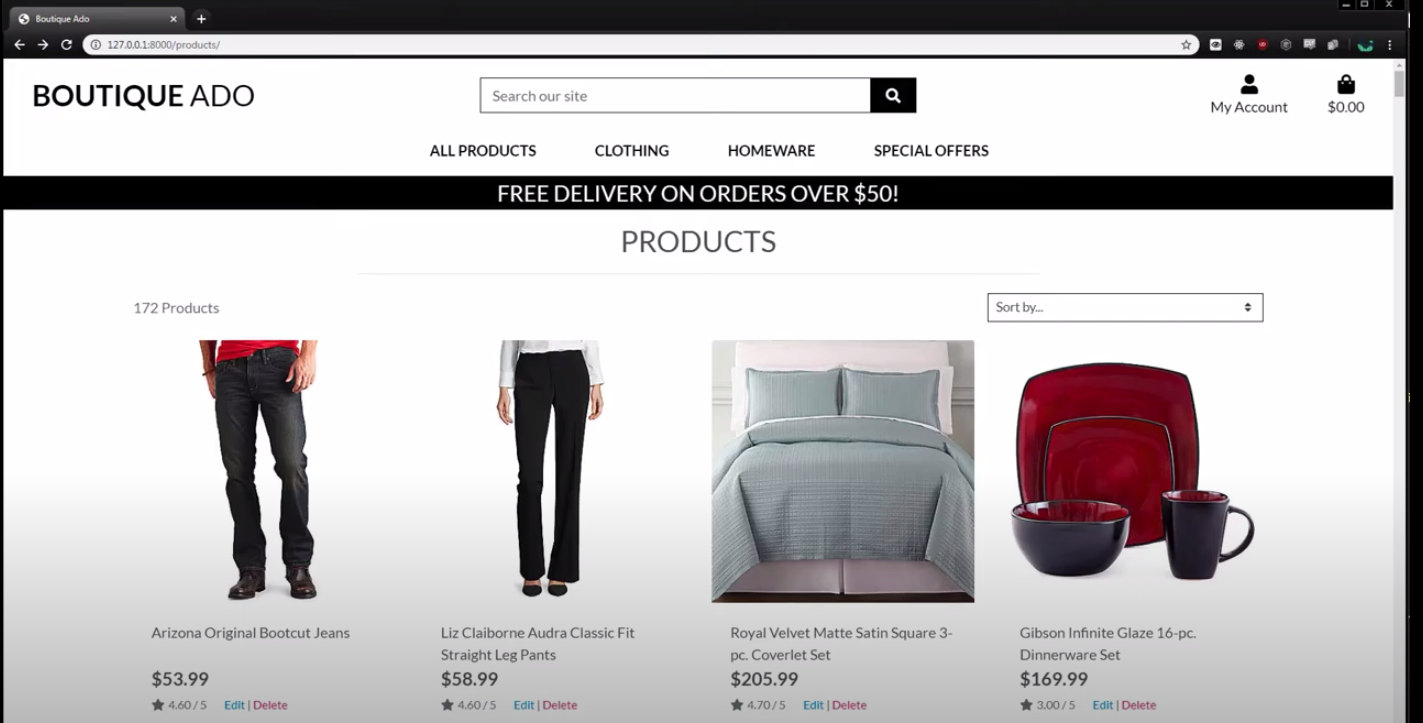 Boutique Ado
127.0.0.1:8000/products/
BOUTIQUE ADO
Search our site
My Account
$0.00
ALL PRODUCTS CLOTHING HOMEWARE SPECIAL OFFERS
FREE DELIVERY ON ORDERS OVER $50!
PRODUCTS
172 Products
Sort by...
Arizona Original Bootcut Jeans
$53.99
4.60 / 5 Edit | Delete
Liz Claiborne Audra Classic Fit
Straight Leg Pants
$58.99
4.60 / 5 Edit | Delete
Royal Velvet Matte Satin Square 3-
pc. Coverlet Set
$205.99
4.70 / 5 Edit | Delete
Gibson Infinite Glaze 16-pc.
Dinnerware Set
$169.99
3.00 / 5 Edit | Delete